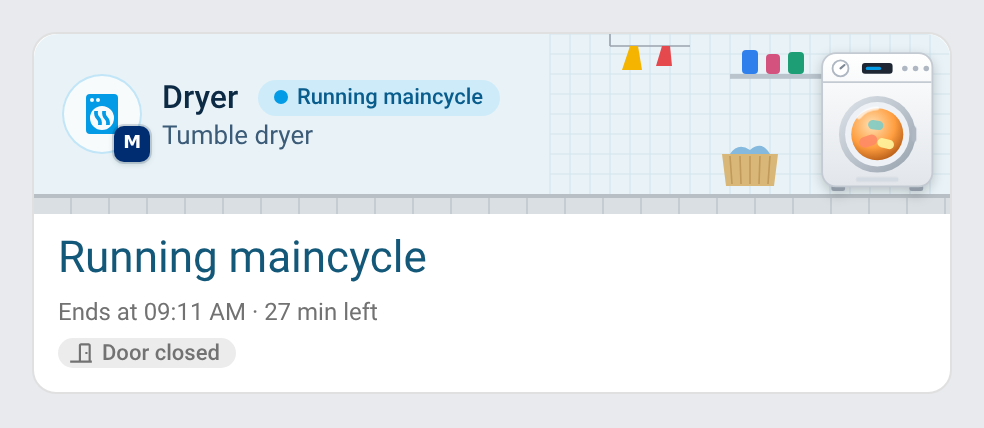 Dryer
Running maincycle
M
Tumble dryer
Running maincycle
Ends at 09:11 AM · 27 min left
Door closed